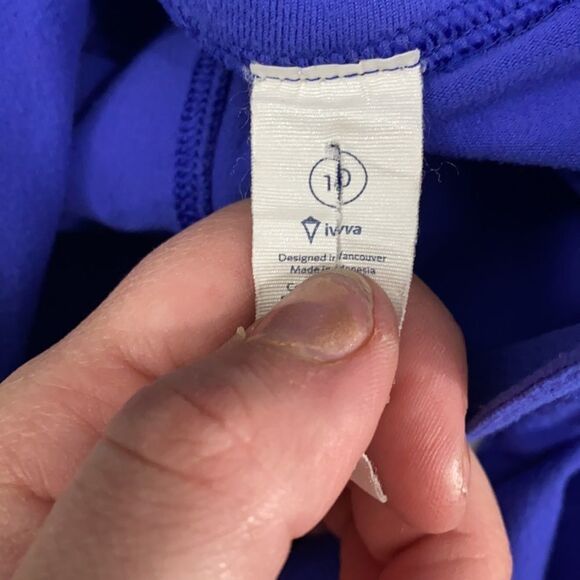 10
ivivva
Designed in Vancouver
Made in Indonesia